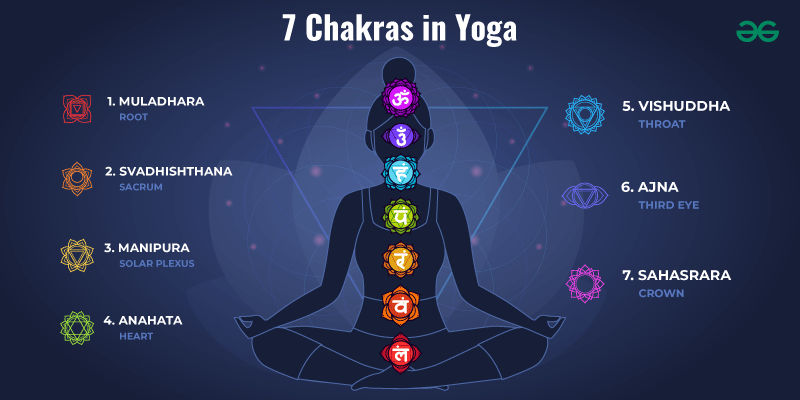 7 Chakras in Yoga
1. MULADHARA
ROOT
2. SVADHISHTHANA
SACRUM
3. MANIPURA
SOLAR PLEXUS
4. ANAHATA
HEART
5. VISHUDDHA
THROAT
6. AJNA
THIRD EYE
7. SAHASRARA
CROWN
ॐ
ॐ
हं
यं
रं
वं
लं